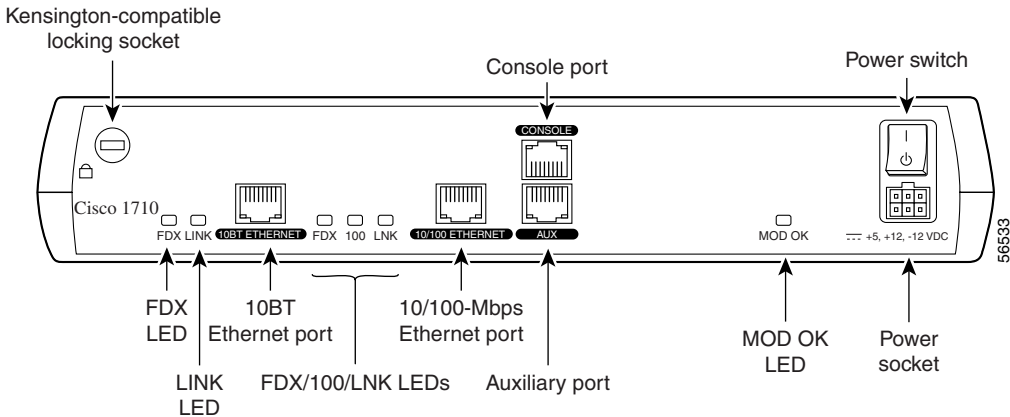 Kensington-compatible
locking socket
Console port
Power switch
CONSOLE
Cisco 1710
FDX LINK 10BT ETHERNET FDX 100 LNK 10/100 ETHERNET AUX MOD OK +5, +12, -12 VDC
56533
FDX
LED
10BT
Ethernet port
10/100-Mbps
Ethernet port
MOD OK
LED
Power
socket
LINK
LED
FDX/100/LNK LEDs
Auxiliary port